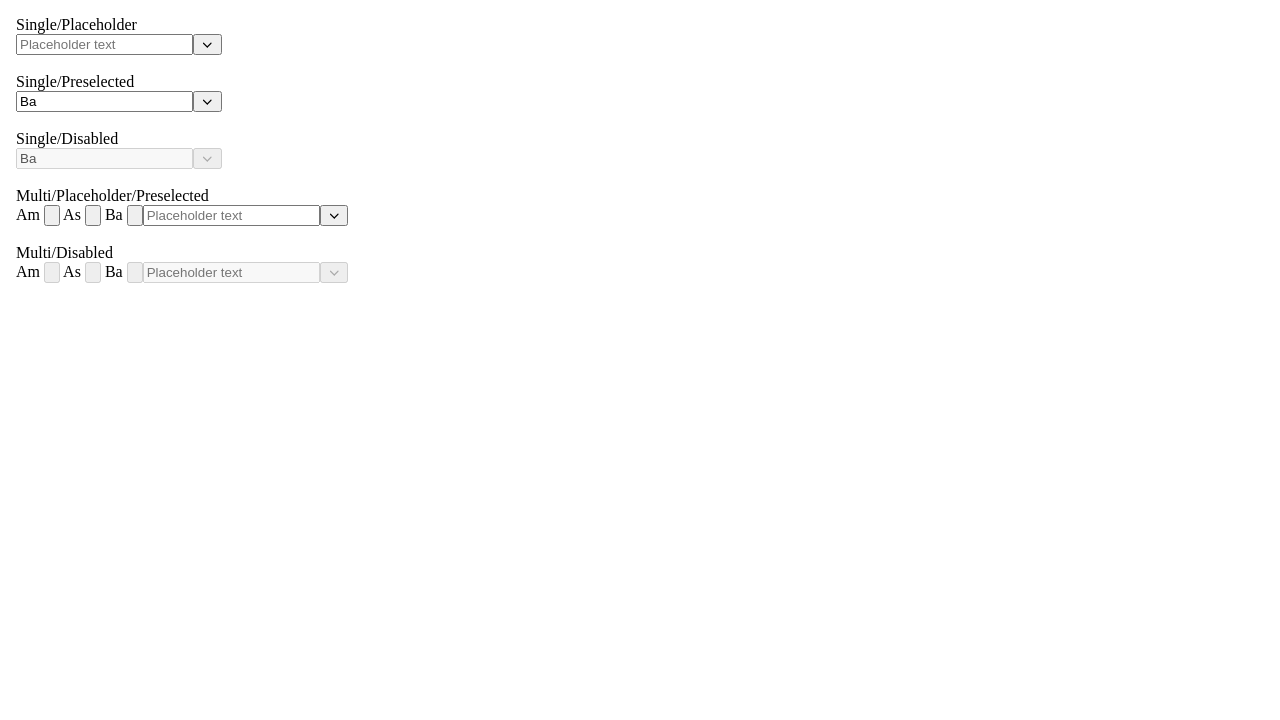 Single/Placeholder
Placeholder text
Single/Preselected
Ba
Single/Disabled
Ba
Multi/Placeholder/Preselected
Am As Ba Placeholder text
Multi/Disabled
Am As Ba Placeholder text